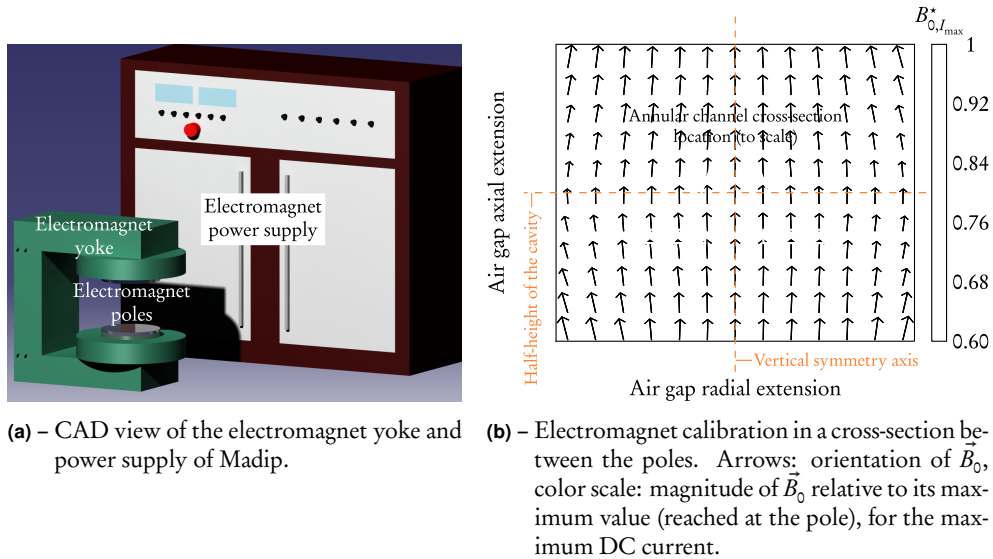 Electromagnet
yoke
Electromagnet
poles
Electromagnet
power supply
(a) – CAD view of the electromagnet yoke and
power supply of Madip.
B⃰0,Imax
1
0.92
0.84
0.76
0.68
0.60
Annular channel cross-section
location (to scale)
Air gap axial extension
Half-height of the cavity
Vertical symmetry axis
Air gap radial extension
(b) – Electromagnet calibration in a cross-section be-
tween the poles. Arrows: orientation of B⃗0,
color scale: magnitude of B⃗0 relative to its max-
imum value (reached at the pole), for the max-
imum DC current.